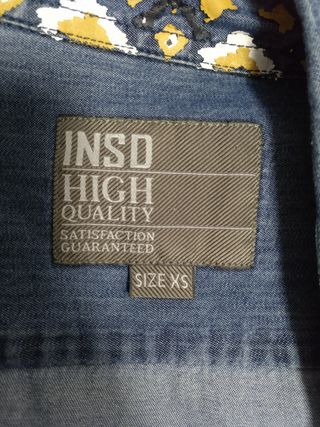 INSD
HIGH
QUALITY
SATISFACTION
GUARANTEED
SIZE XS